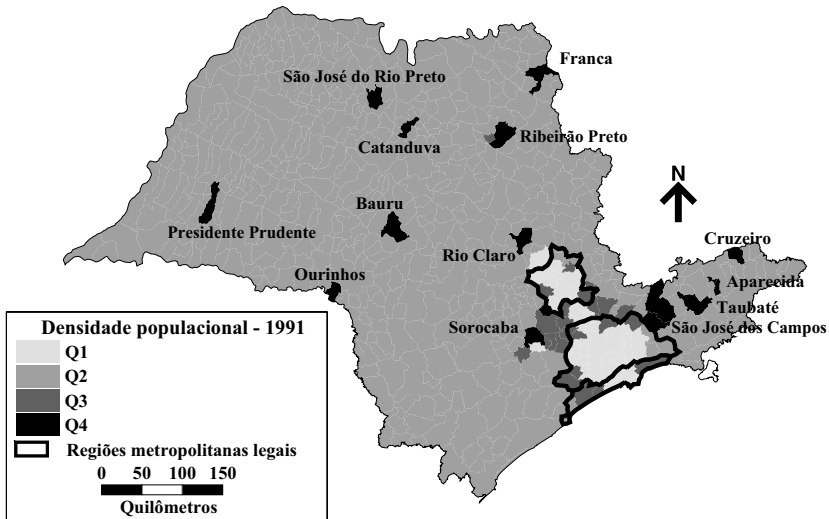 Franca
São José do Rio Preto
Catanduva
Ribeirão Preto
N
Bauru
Presidente Prudente
Rio Claro
Cruzeiro
Ourinhos
Aparecida
Taubaté
Sorocaba
São José dos Campos
Densidade populacional - 1991
Q1
Q2
Q3
Q4
Regiões metropolitanas legais
0 50 100 150
Quilômetros